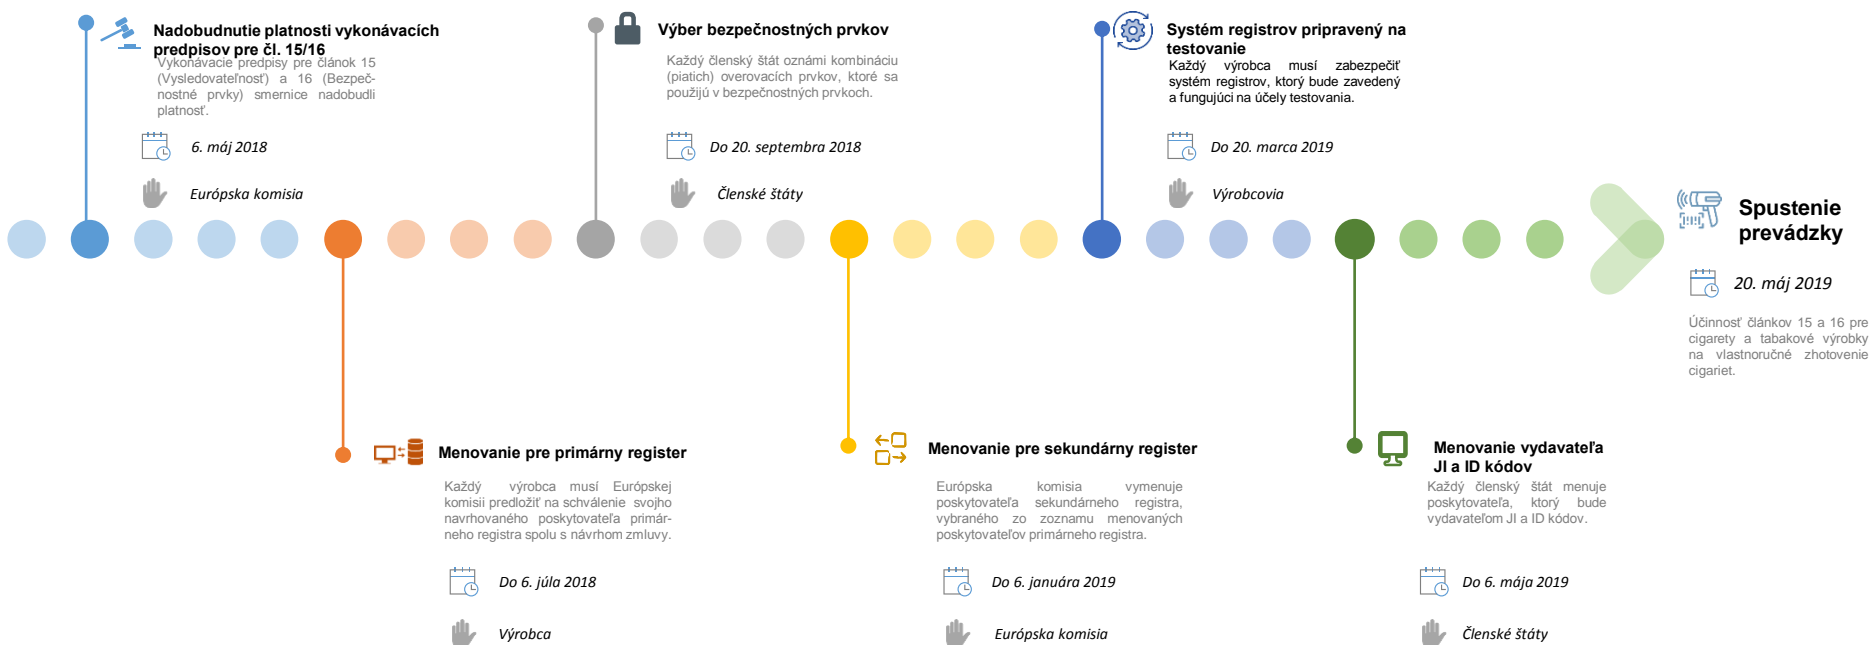 Nadobudnutie platnosti vykonávacích
predpisov pre čl. 15/16
Vykonávacie predpisy pre článok 15
(Vysledovateľnosť) a 16 (Bezpeč-
nostné prvky) smernice nadobudli
platnosť.
6. máj 2018
Európska komisia
Výber bezpečnostných prvkov
Každý členský štát oznámi kombináciu
(piatich) overovacích prvkov, ktoré sa
použijú v bezpečnostných prvkoch.
Do 20. septembra 2018
Členské štáty
Systém registrov pripravený na
testovanie
Každý výrobca musí zabezpečiť
systém registrov, ktorý bude zavedený
a fungujúci na účely testovania.
Do 20. marca 2019
Výrobcovia
Spustenie
prevádzky
20. máj 2019
Účinnosť článkov 15 a 16 pre
cigarety a tabakové výrobky
na vlastnoručné zhotovenie
cigariet.
Menovanie pre primárny register
Každý výrobca musí Európskej
komisii predložiť na schválenie svojho
navrhovaného poskytovateľa primár-
neho registra spolu s návrhom zmluvy.
Do 6. júla 2018
Výrobca
Menovanie pre sekundárny register
Európska komisia vymenuje
poskytovateľa sekundárneho registra,
vybraného zo zoznamu menovaných
poskytovateľov primárneho registra.
Do 6. januára 2019
Európska komisia
Menovanie vydavateľa
JI a ID kódov
Každý členský štát menuje
poskytovateľa, ktorý bude
vydavateľom JI a ID kódov.
Do 6. mája 2019
Členské štáty